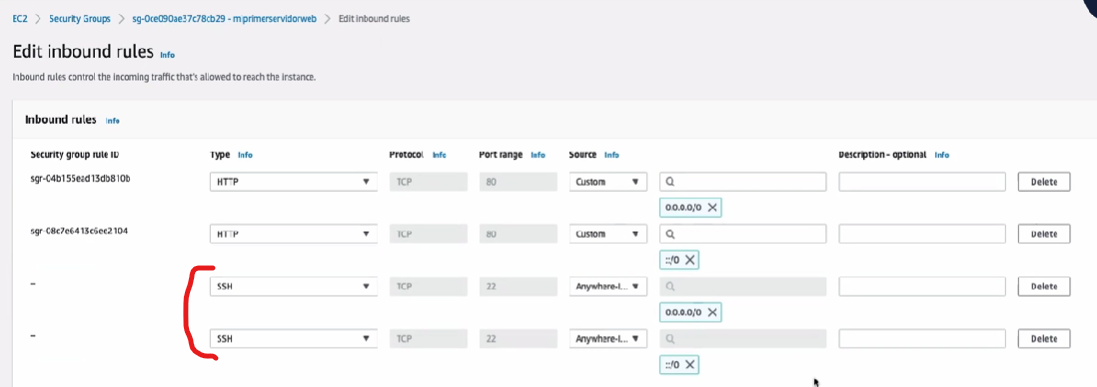 EC2 > Security Groups > sg-0ce090ae37c78cb29 - miprimerservidorweb > Edit inbound rules
Edit inbound rules Info
Inbound rules control the incoming traffic that's allowed to reach the instance.
Inbound rules Info
Security group rule ID Type Info Protocol Info Port range Info Source Info Description - optional Info
sgr-04b155ead13db810b HTTP TCP 80 Custom Delete
0.0.0.0/0
sgr-08c7e6413c6ee2104 HTTP TCP 80 Custom Delete
::/0
- SSH TCP 22 Anywhere-I... Delete
0.0.0.0/0
- SSH TCP 22 Anywhere-I... Delete
::/0